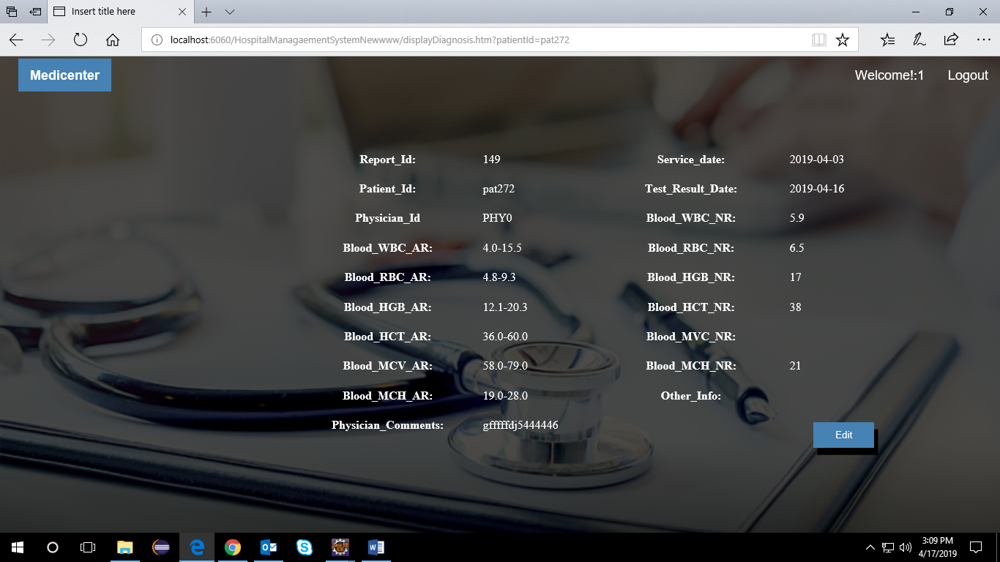 Insert title here
localhost:6060/HospitalManagaementSystemNewwww/displayDiagnosis.htm?patientId=pat272
Medicenter
Welcome!:1 Logout
Report_Id: 149 Service_date: 2019-04-03
Patient_Id: pat272 Test_Result_Date: 2019-04-16
Physician_Id PHY0 Blood_WBC_NR: 5.9
Blood_WBC_AR: 4.0-15.5 Blood_RBC_NR: 6.5
Blood_RBC_AR: 4.8-9.3 Blood_HGB_NR: 17
Blood_HGB_AR: 12.1-20.3 Blood_HCT_NR: 38
Blood_HCT_AR: 36.0-60.0 Blood_MVC_NR:
Blood_MCV_AR: 58.0-79.0 Blood_MCH_NR: 21
Blood_MCH_AR: 19.0-28.0 Other_Info:
Physician_Comments: gfffffdj5444446
Edit
3:09 PM
4/17/2019